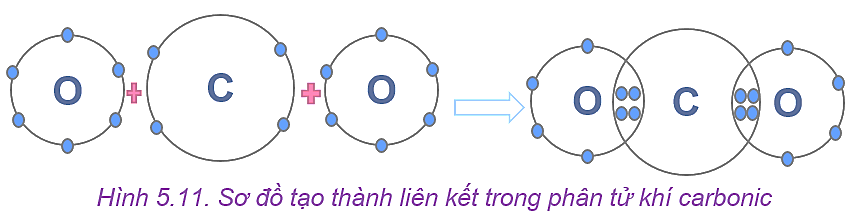 O + C + O O C O
Hình 5.11. Sơ đồ tạo thành liên kết trong phân tử khí carbonic